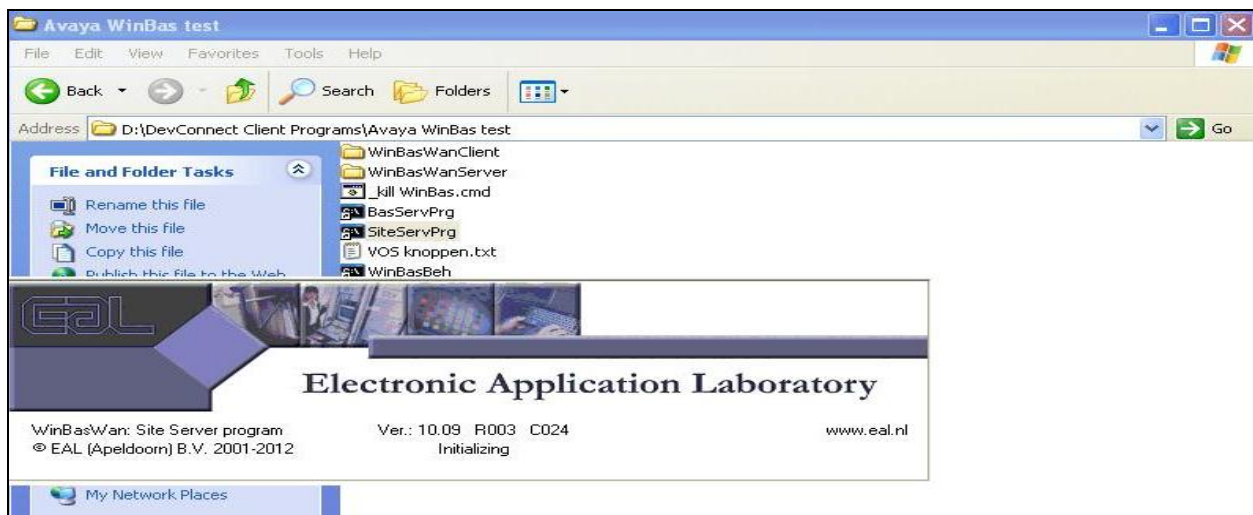 Avaya WinBas test
File Edit View Favorites Tools Help
Back Search Folders
Address D:\DevConnect Client Programs\Avaya WinBas test Go
File and Folder Tasks
Rename this file
Move this file
Copy this file
Publish this file to the Web
WinBasWanClient
WinBasWanServer
_kill WinBas.cmd
BasServPrg
SiteServPrg
VOS knoppen.txt
WinBasBeh
eal
Electronic Application Laboratory
WinBasWan: Site Server program Ver.: 10.09 R003 C024 www.eal.nl
© EAL (Apeldoorn) B.V. 2001-2012 Initializing
My Network Places